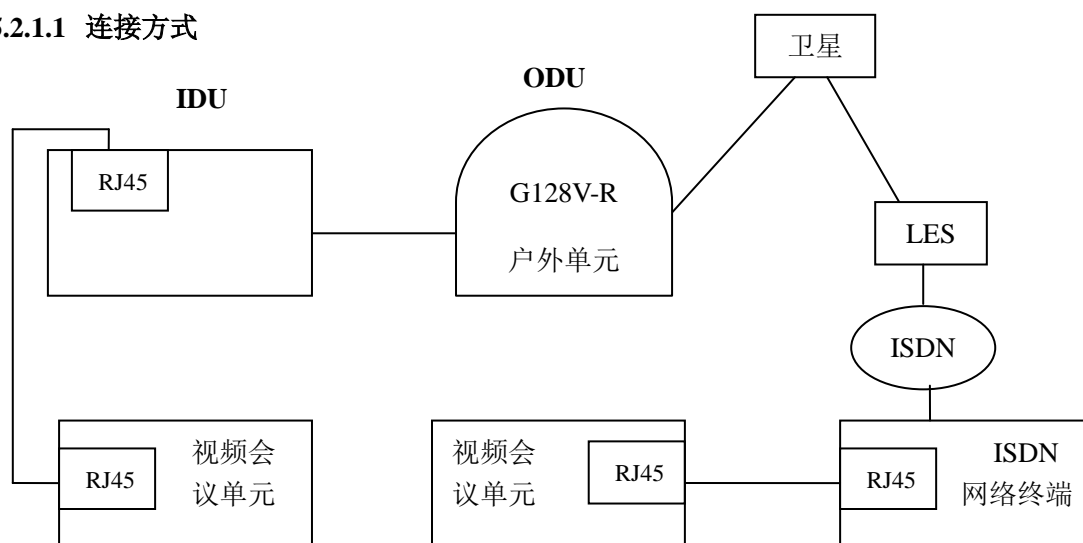 5.2.1.1 连接方式
卫星
ODU
IDU
RJ45
G128V-R
户外单元
LES
ISDN
视频会
议单元
RJ45
视频会
议单元
RJ45
RJ45
ISDN
网络终端